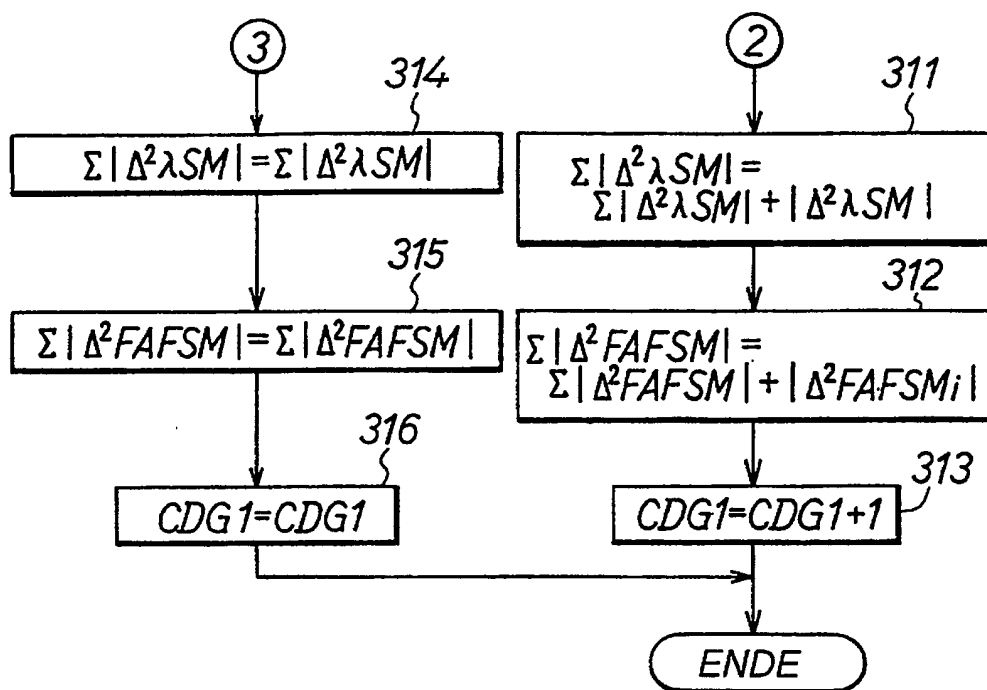 3
314
Σ|Δ²λSM|=Σ|Δ²λSM|
315
Σ|Δ²FAFSM|=Σ|Δ²FAFSM|
316
CDG1=CDG1
2
311
Σ|Δ²λSM|=
Σ|Δ²λSM|+|Δ²λSM|
312
Σ|Δ²FAFSM|=
Σ|Δ²FAFSM|+|Δ²FAFSMi|
313
CDG1=CDG1+1
ENDE